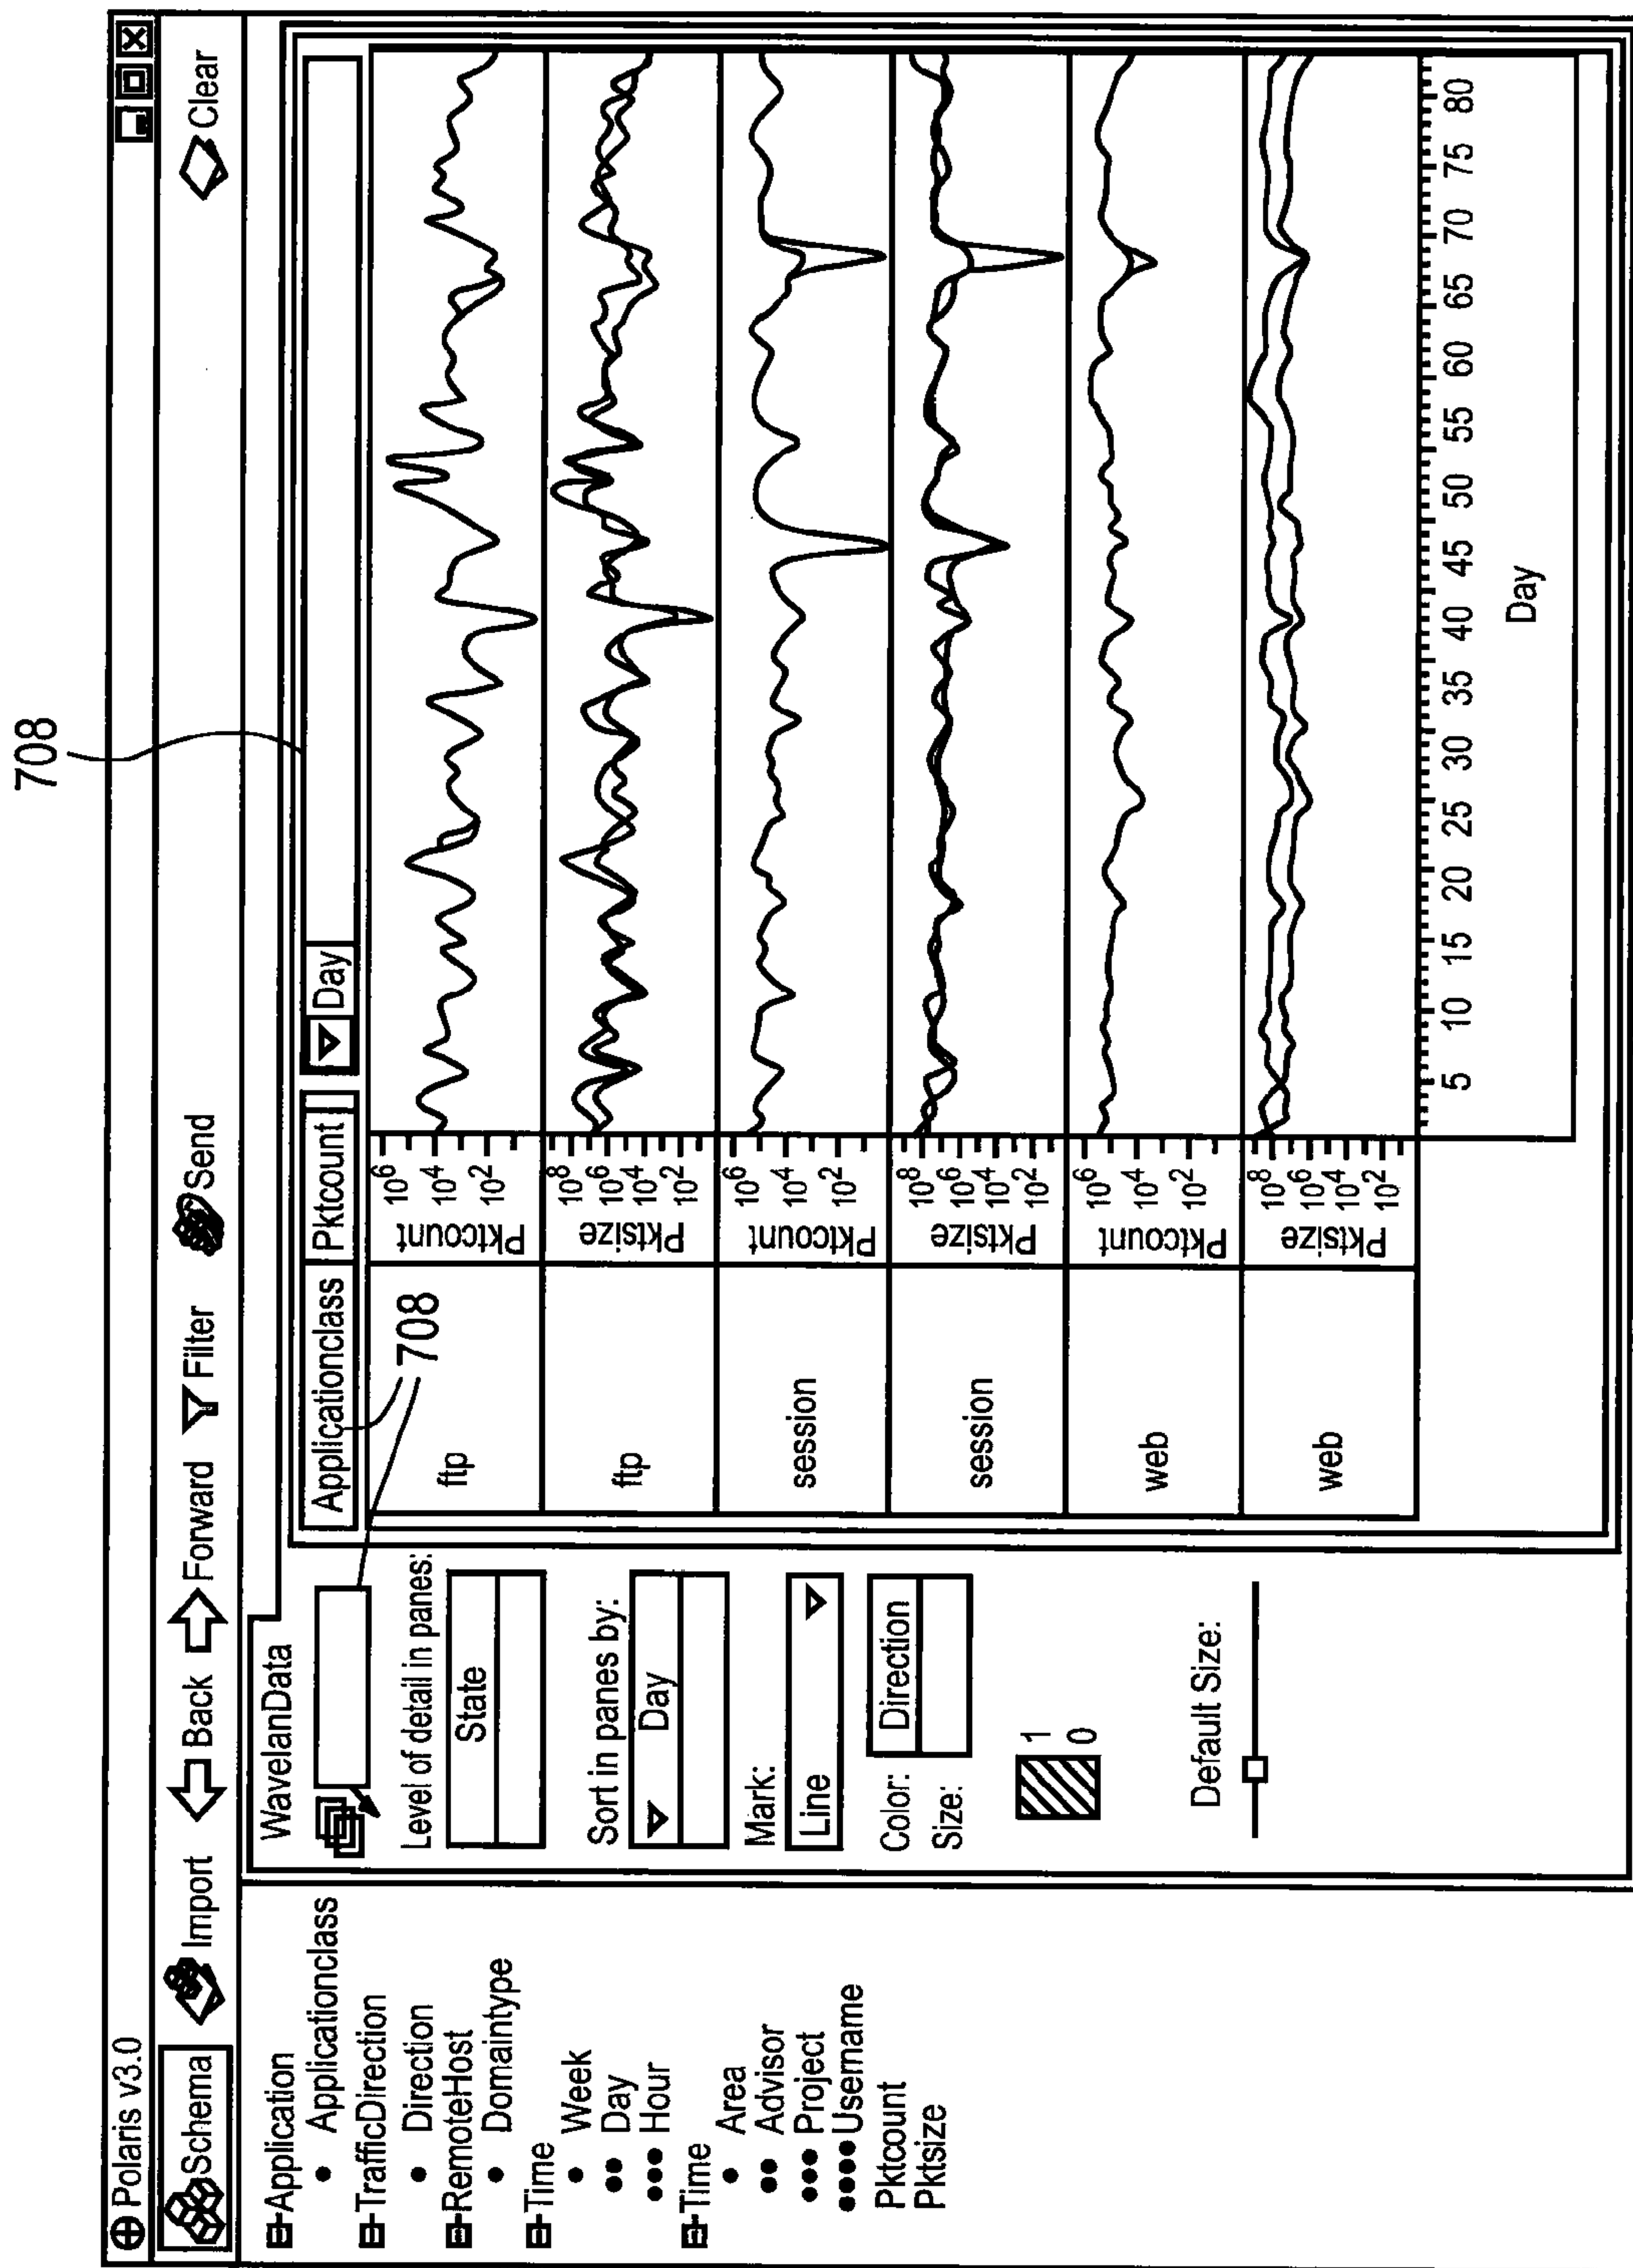 708
Polaris v3.0
Schema Import Back Forward Filter Send Clear
Application
Applicationclass
TrafficDirection
Direction
RemoteHost
Domaintype
Time
Week
Day
Hour
Time
Area
Advisor
Project
Username
Pktcount
Pktsize
WavelanData
Level of detail in panes:
State
Sort in panes by:
Day
Mark:
Line
Color: Direction
Size:
1
0
Default Size:
708
Applicationclass Pktcount Day
ftp Pktcount 10⁶ 10⁴ 10²
ftp Pktsize 10⁸ 10⁶ 10⁴ 10²
session Pktcount 10⁶ 10⁴ 10²
session Pktsize 10⁸ 10⁶ 10⁴ 10²
web Pktcount 10⁶ 10⁴ 10²
web Pktsize 10⁸ 10⁶ 10⁴ 10²
5 10 15 20 25 30 35 40 45 50 55 60 65 70 75 80
Day